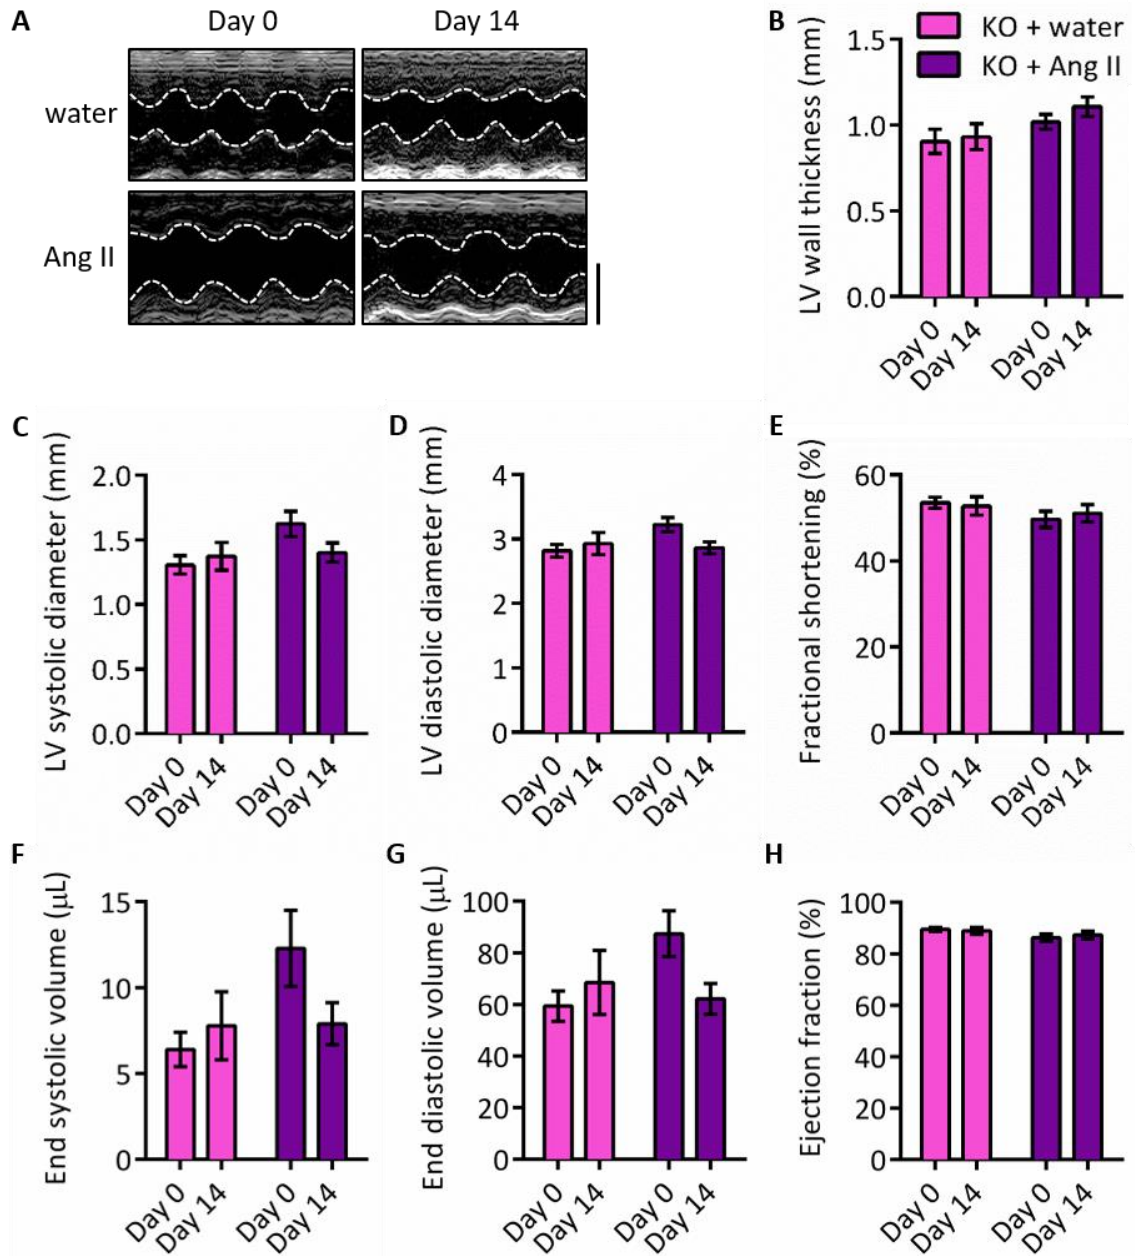 A
Day 0
Day 14
water
Ang II
B
KO + water
KO + Ang II
LV wall thickness (mm)
1.5
1.0
0.5
0.0
Day 0
Day 14
Day 0
Day 14
C
LV systolic diameter (mm)
2.0
1.5
1.0
0.5
0.0
Day 0
Day 14
Day 0
Day 14
D
LV diastolic diameter (mm)
4
3
2
1
0
Day 0
Day 14
Day 0
Day 14
E
Fractional shortening (%)
60
40
20
0
Day 0
Day 14
Day 0
Day 14
F
End systolic volume (µL)
15
10
5
0
Day 0
Day 14
Day 0
Day 14
G
End diastolic volume (µL)
100
80
60
40
20
0
Day 0
Day 14
Day 0
Day 14
H
Ejection fraction (%)
100
80
60
40
20
0
Day 0
Day 14
Day 0
Day 14